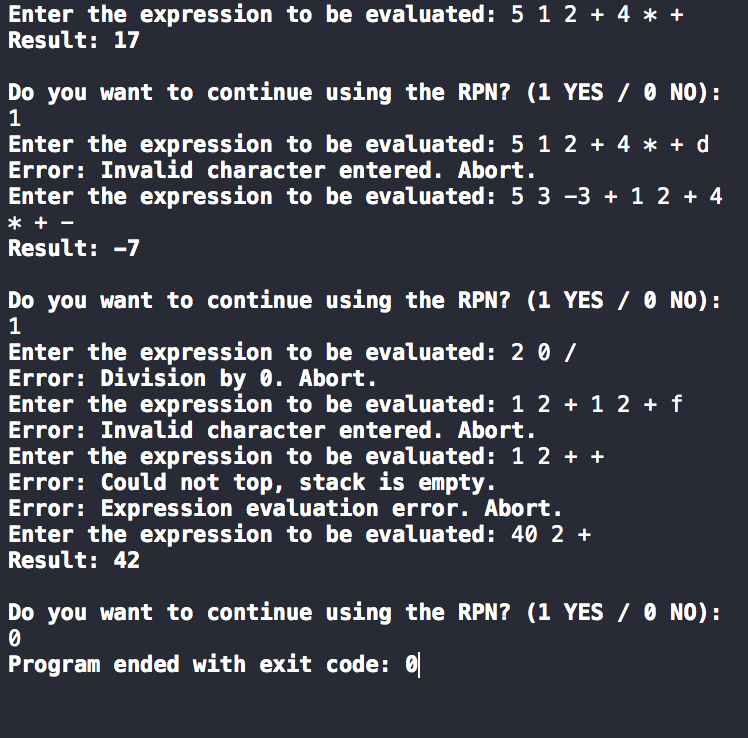 Enter the expression to be evaluated: 5 1 2 + 4 * +
Result: 17
Do you want to continue using the RPN? (1 YES / 0 NO):
1
Enter the expression to be evaluated: 5 1 2 + 4 * + d
Error: Invalid character entered. Abort.
Enter the expression to be evaluated: 5 3 -3 + 1 2 + 4
* + -
Result: -7
Do you want to continue using the RPN? (1 YES / 0 NO):
1
Enter the expression to be evaluated: 2 0 /
Error: Division by 0. Abort.
Enter the expression to be evaluated: 1 2 + 1 2 + f
Error: Invalid character entered. Abort.
Enter the expression to be evaluated: 1 2 + +
Error: Could not top, stack is empty.
Error: Expression evaluation error. Abort.
Enter the expression to be evaluated: 40 2 +
Result: 42
Do you want to continue using the RPN? (1 YES / 0 NO):
0
Program ended with exit code: 0